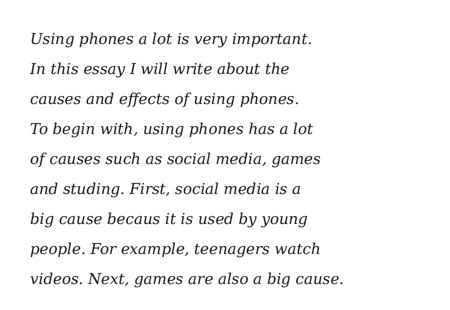 Using phones a lot is very important.
In this essay I will write about the
causes and effects of using phones.
To begin with, using phones has a lot
of causes such as social media, games
and studing. First, social media is a
big cause becaus it is used by young
people. For example, teenagers watch
videos. Next, games are also a big cause.